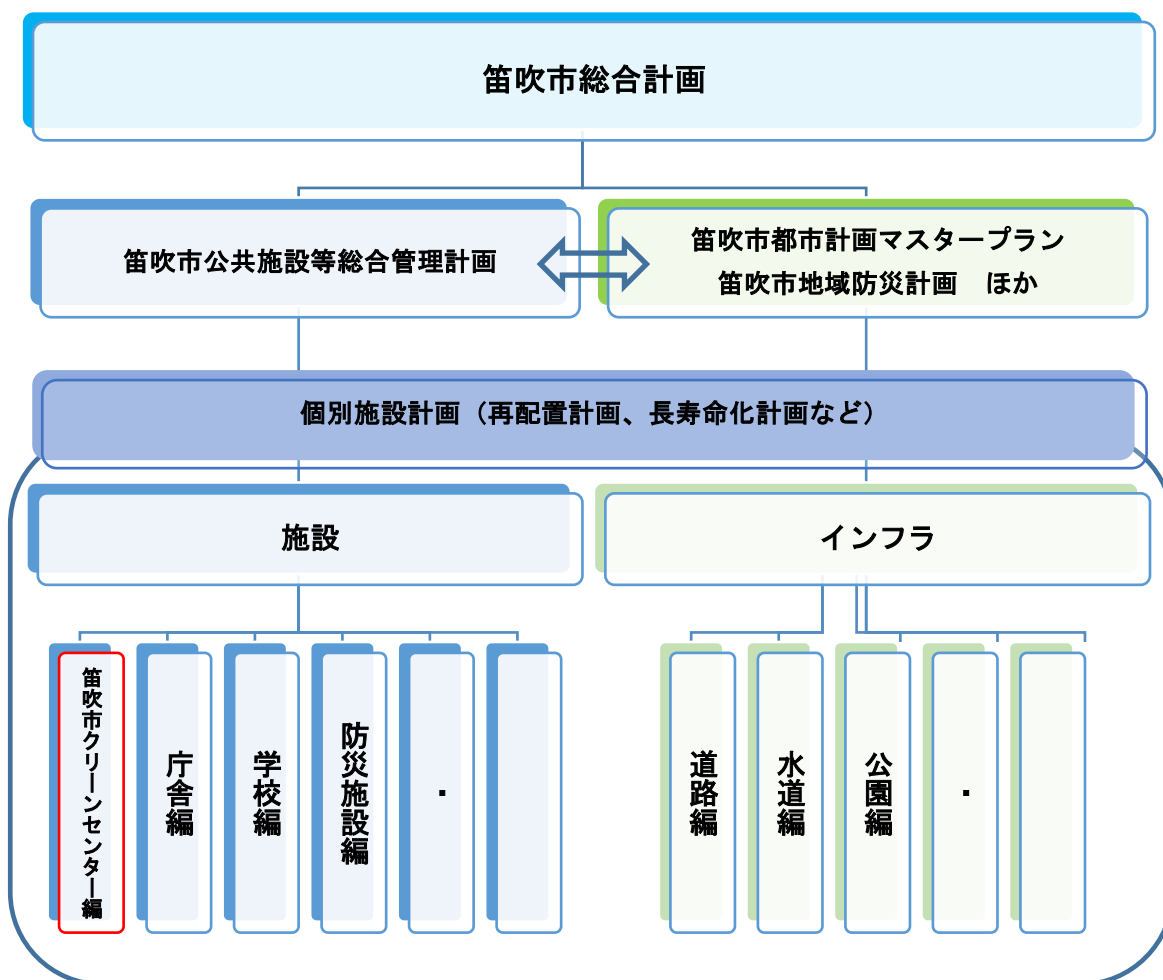 笛吹市総合計画
笛吹市公共施設等総合管理計画
笛吹市都市計画マスタープラン
笛吹市地域防災計画　ほか
個別施設計画（再配置計画、長寿命化計画など）
施設
インフラ
笛吹市クリーンセンター編
庁舎編
学校編
防災施設編
・
道路編
水道編
公園編
・